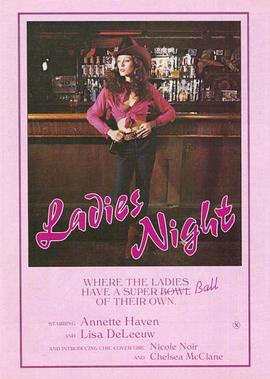 Ladies
Night
WHERE THE LADIES
HAVE A SUPER BOWL Ball
OF THEIR OWN.
STARRING Annette Haven
AND Lisa DeLeeuw
AND INTRODUCING CHIC COVER GIRL Nicole Noir
AND Chelsea McClane
X